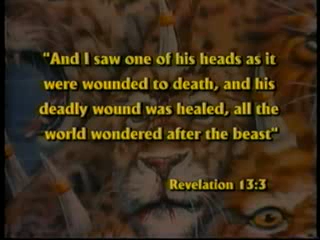 "And I saw one of his heads as it
were wounded to death, and his
deadly wound was healed, all the
world wondered after the beast"
Revelation 13:3